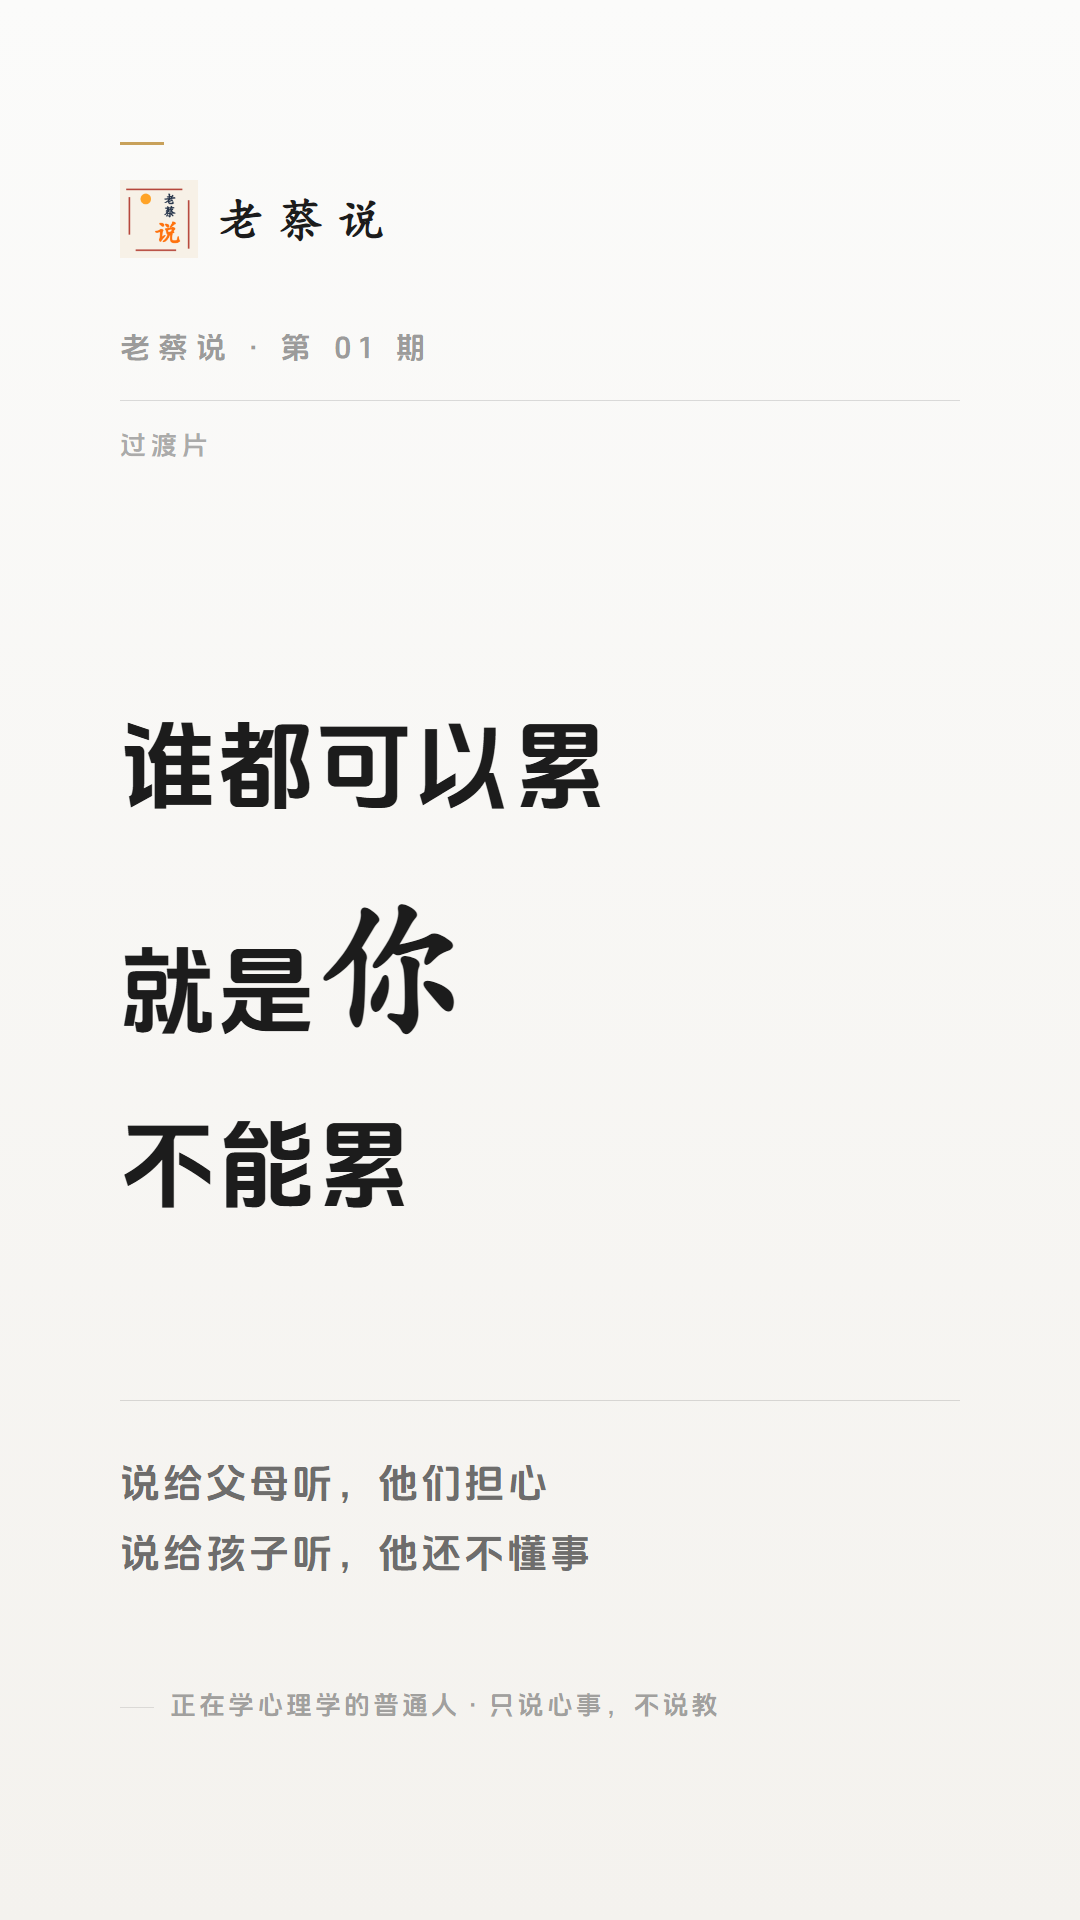 老蔡说
老蔡说
老蔡说 · 第 01 期
过渡片
谁都可以累
就是你
不能累
说给父母听，他们担心
说给孩子听，他还不懂事
正在学心理学的普通人 · 只说心事，不说教